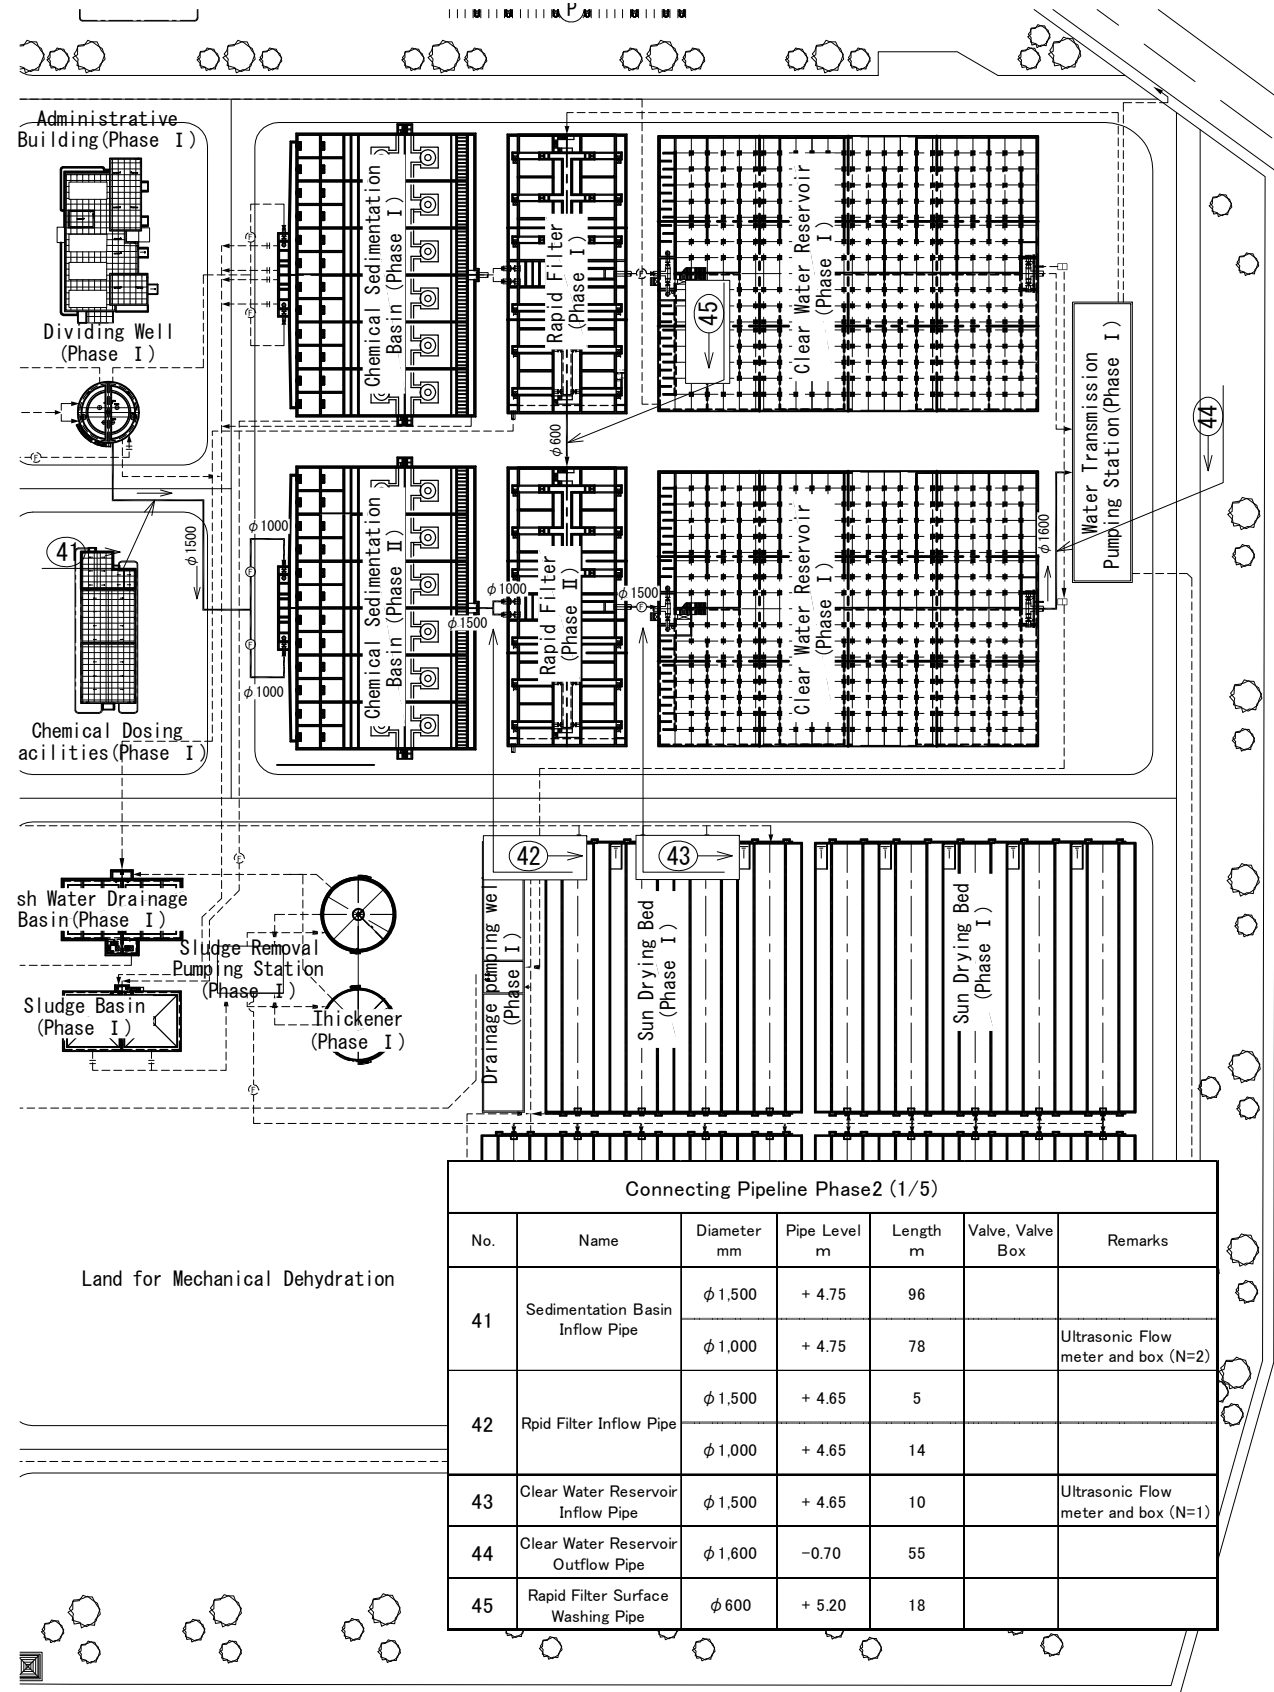 P
Administrative
Building(Phase Ⅰ)
Dividing Well
(Phase Ⅰ)
Chemical Sedimentation
Basin (Phase Ⅰ)
Rapid Filter
(Phase Ⅰ)
Clear Water Reservoir
(Phase Ⅰ)
45
Water Transmission
Pumping Station(Phase Ⅰ)
44
φ600
F
F
F
F
41
φ1500
φ1000
F
F
φ1000
Chemical Sedimentation
Basin (Phase Ⅱ)
φ1000
φ1500
Rapid Filter
(Phase Ⅱ)
φ1500
F
Clear Water Reservoir
(Phase Ⅰ)
φ1600
Chemical Dosing
acilities(Phase Ⅰ)
42
43
F
sh Water Drainage
Basin(Phase Ⅰ)
Sludge Removal
Pumping Station
(Phase Ⅰ)
Sludge Basin
(Phase Ⅰ)
Thickener
(Phase Ⅰ)
F
F
Drainage pumping well
(Phase Ⅰ)
Sun Drying Bed
(Phase Ⅰ)
Sun Drying Bed
(Phase Ⅰ)
Land for Mechanical Dehydration
Connecting Pipeline Phase2 (1/5)
No. Name Diameter mm Pipe Level m Length m Valve, Valve Box Remarks
41 Sedimentation Basin Inflow Pipe φ1,500 + 4.75 96
φ1,000 + 4.75 78 Ultrasonic Flow meter and box (N=2)
42 Rpid Filter Inflow Pipe φ1,500 + 4.65 5
φ1,000 + 4.65 14
43 Clear Water Reservoir Inflow Pipe φ1,500 + 4.65 10 Ultrasonic Flow meter and box (N=1)
44 Clear Water Reservoir Outflow Pipe φ1,600 -0.70 55
45 Rapid Filter Surface Washing Pipe φ600 + 5.20 18